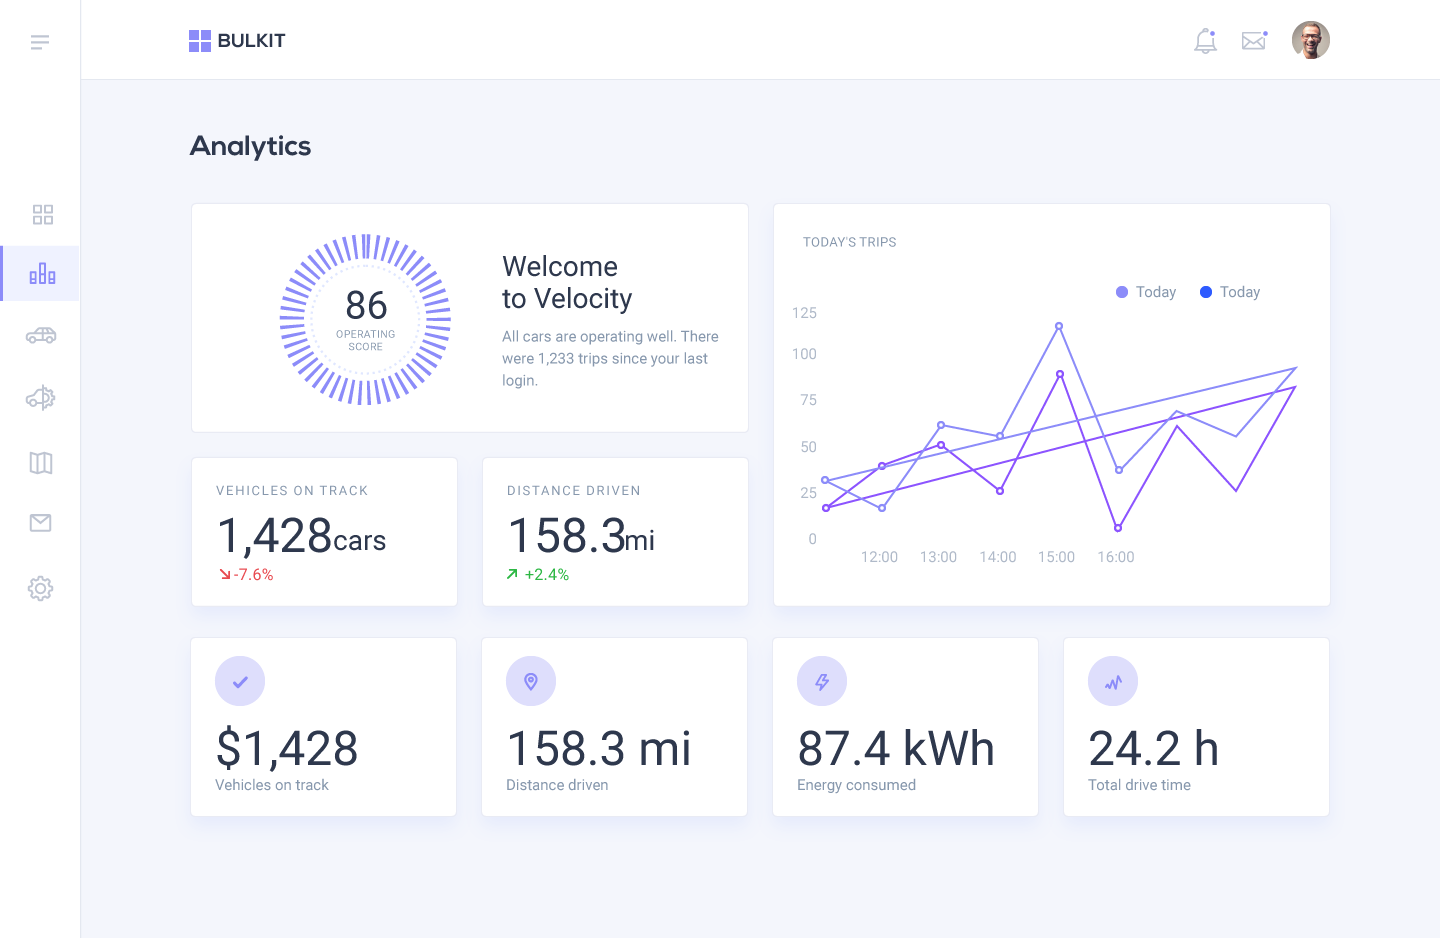 BULKIT
Analytics
86
OPERATING
SCORE
Welcome
to Velocity
All cars are operating well. There
were 1,233 trips since your last
login.
TODAY'S TRIPS
Today
Today
125
100
75
50
25
0
12:00 13:00 14:00 15:00 16:00
VEHICLES ON TRACK
1,428cars
-7.6%
DISTANCE DRIVEN
158.3mi
+2.4%
$1,428
Vehicles on track
158.3 mi
Distance driven
87.4 kWh
Energy consumed
24.2 h
Total drive time